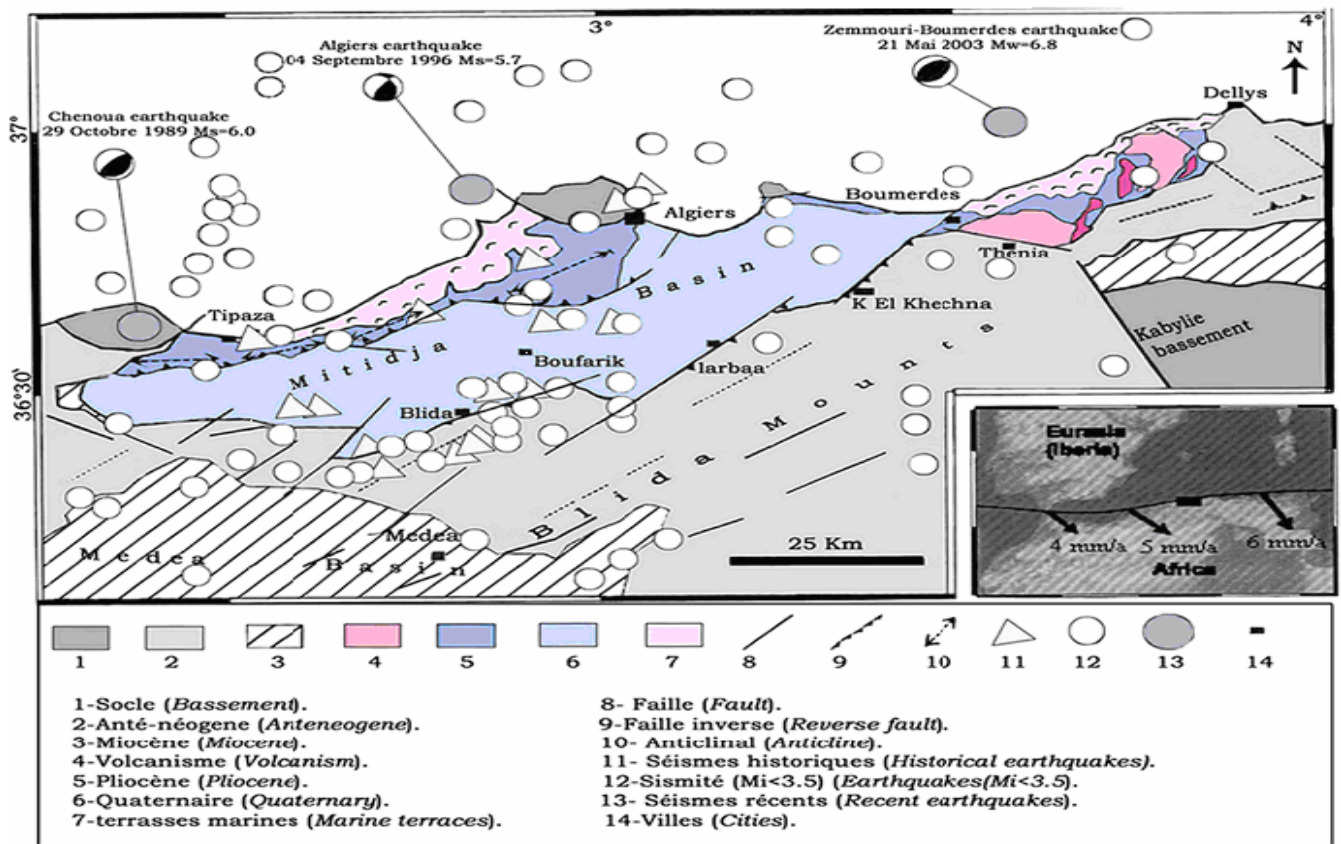 3°
4°
Algiers earthquake
04 Septembre 1996 Ms=5.7
Zemmouri-Boumerdes earthquake
21 Mai 2003 Mw=6.8
N
Dellys
Chenoua earthquake
29 Octobre 1989 Ms=6.0
37°
Boumerdes
Algiers
Thénia
Basin
K El Khechna
Tipaza
Kabylie
bassement
Mitidja
Boufarik
Iarbaa
36°30
Blida
Blida Mounts
Eurasia
(Iberia)
Medea
Medea
Basin
25 Km
4 mm/a
5 mm/a
6 mm/a
Africa
1 2 3 4 5 6 7 8 9 10 11 12 13 14
1-Socle (Bassement).
2-Anté-néogene (Anteneogene).
3-Miocène (Miocene).
4-Volcanisme (Volcanism).
5-Pliocène (Pliocene).
6-Quaternaire (Quaternary).
7-terrasses marines (Marine terraces).
8- Faille (Fault).
9-Faille inverse (Reverse fault).
10- Anticlinal (Anticline).
11- Séismes historiques (Historical earthquakes).
12-Sismité (Mi<3.5) (Earthquakes(Mi<3.5).
13- Séismes récents (Recent earthquakes).
14-Villes (Cities).